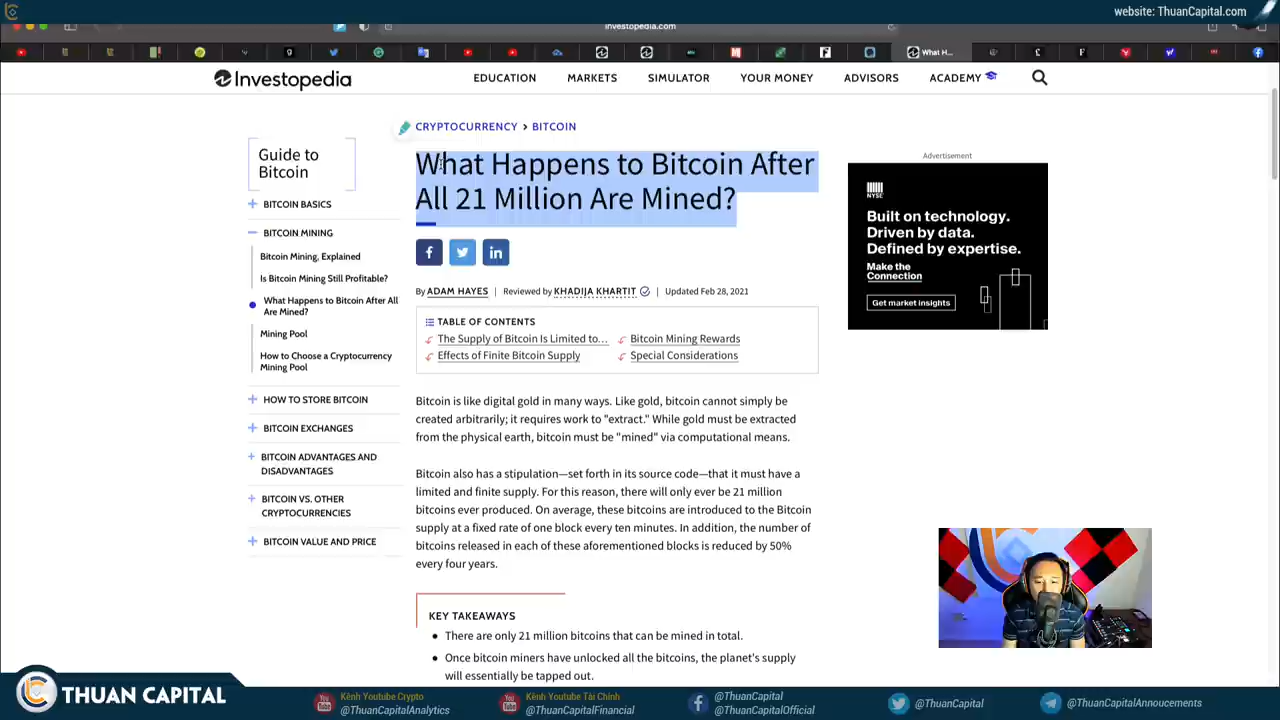 website: ThuanCapital.com
investopedia.com
What H...
Investopedia
EDUCATION MARKETS SIMULATOR YOUR MONEY ADVISORS ACADEMY
CRYPTOCURRENCY > BITCOIN
Guide to
Bitcoin
BITCOIN BASICS
BITCOIN MINING
Bitcoin Mining, Explained
Is Bitcoin Mining Still Profitable?
What Happens to Bitcoin After All
Are Mined?
Mining Pool
How to Choose a Cryptocurrency
Mining Pool
HOW TO STORE BITCOIN
BITCOIN EXCHANGES
BITCOIN ADVANTAGES AND
DISADVANTAGES
BITCOIN VS. OTHER
CRYPTOCURRENCIES
BITCOIN VALUE AND PRICE
What Happens to Bitcoin After
All 21 Million Are Mined?
By ADAM HAYES | Reviewed by KHADIJA KHARTIT | Updated Feb 28, 2021
TABLE OF CONTENTS
The Supply of Bitcoin Is Limited to... Bitcoin Mining Rewards
Effects of Finite Bitcoin Supply Special Considerations
Bitcoin is like digital gold in many ways. Like gold, bitcoin cannot simply be
created arbitrarily; it requires work to "extract." While gold must be extracted
from the physical earth, bitcoin must be "mined" via computational means.
Bitcoin also has a stipulation—set forth in its source code—that it must have a
limited and finite supply. For this reason, there will only ever be 21 million
bitcoins ever produced. On average, these bitcoins are introduced to the Bitcoin
supply at a fixed rate of one block every ten minutes. In addition, the number of
bitcoins released in each of these aforementioned blocks is reduced by 50%
every four years.
KEY TAKEAWAYS
There are only 21 million bitcoins that can be mined in total.
Once bitcoin miners have unlocked all the bitcoins, the planet's supply
will essentially be tapped out.
Advertisement
NYSE
Built on technology.
Driven by data.
Defined by expertise.
Make the
Connection
Get market insights
THUAN CAPITAL
Kênh Youtube Crypto
@ThuanCapitalAnalytics
Kênh Youtube Tài Chính
@ThuanCapitalFinancial
@ThuanCapital
@ThuanCapitalOfficial
@ThuanCapital
@ThuanCapitalAnnoucements